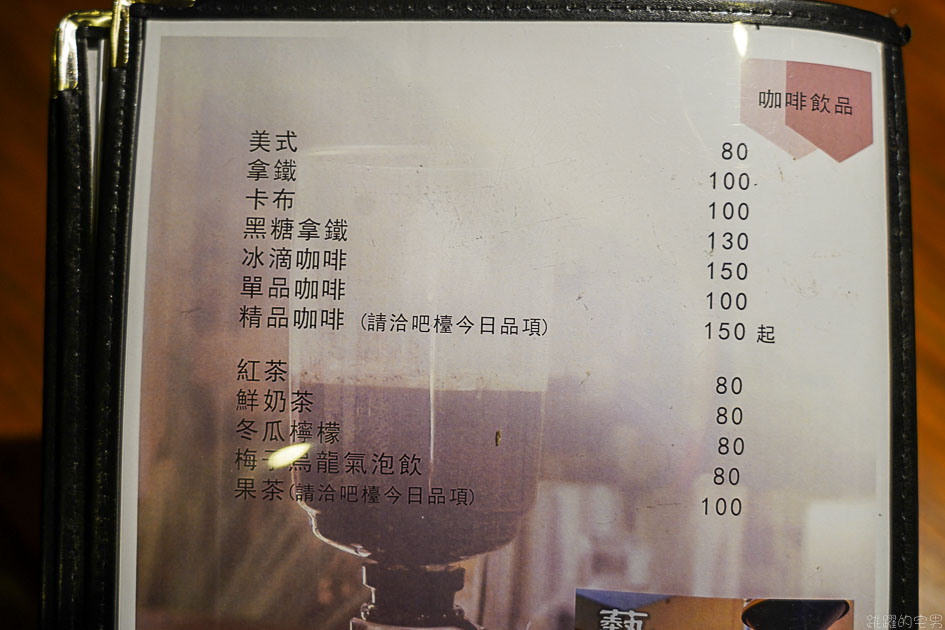 咖啡飲品
美式 80
拿鐵 100
卡布 100
黑糖拿鐵 130
冰滴咖啡 150
單品咖啡 100
精品咖啡 (請洽吧檯今日品項) 150 起
紅茶 80
鮮奶茶 80
冬瓜檸檬 80
梅子烏龍氣泡飲 80
果茶(請洽吧檯今日品項) 100
藝
跳躍的宅男